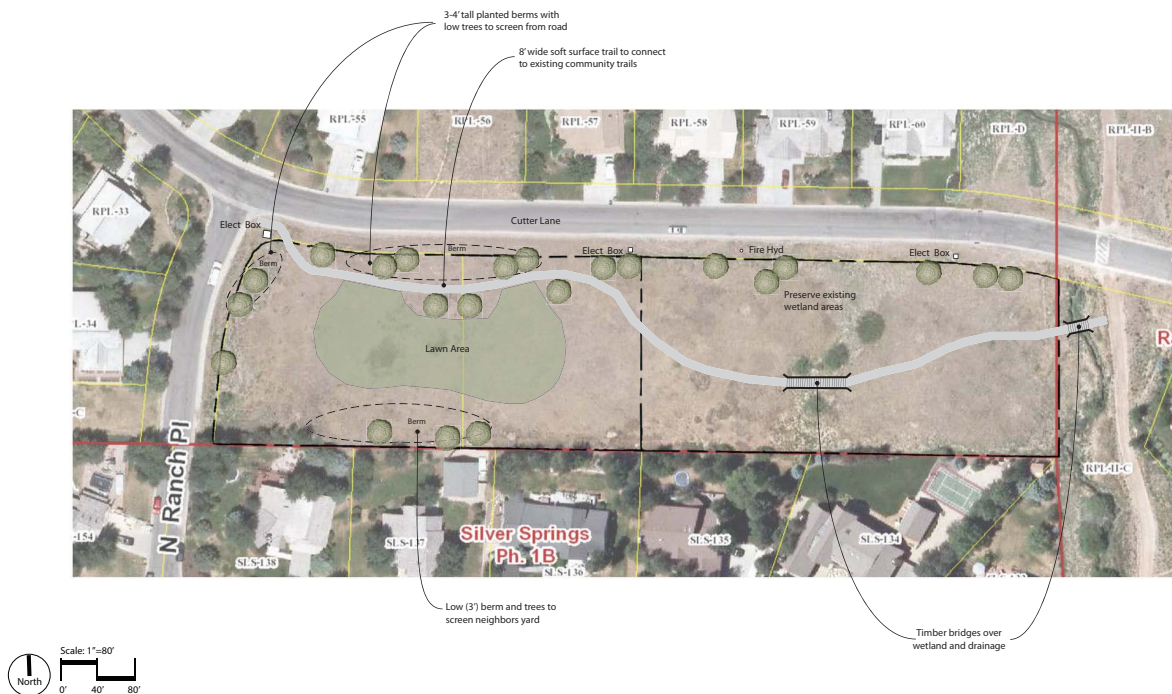 3-4' tall planted berms with
low trees to screen from road
8' wide soft surface trail to connect
to existing community trails
RPL-55
RPL-56
RPL-57
RPL-58
RPL-59
RPL-60
RPL-D
RPL-II-B
RPL-33
Elect Box
Cutter Lane
Berm
Elect Box
Fire Hyd
Elect Box
Berm
Preserve existing
wetland areas
L-34
Lawn Area
Berm
-C
N Ranch Pl
RPL-II-C
-154
SLS-138
SLS-137
Silver Springs
Ph. 1B
SLS-136
SLS-135
SLS-134
Low (3') berm and trees to
screen neighbors yard
Timber bridges over
wetland and drainage
Scale: 1"=80'
North
0' 40' 80'